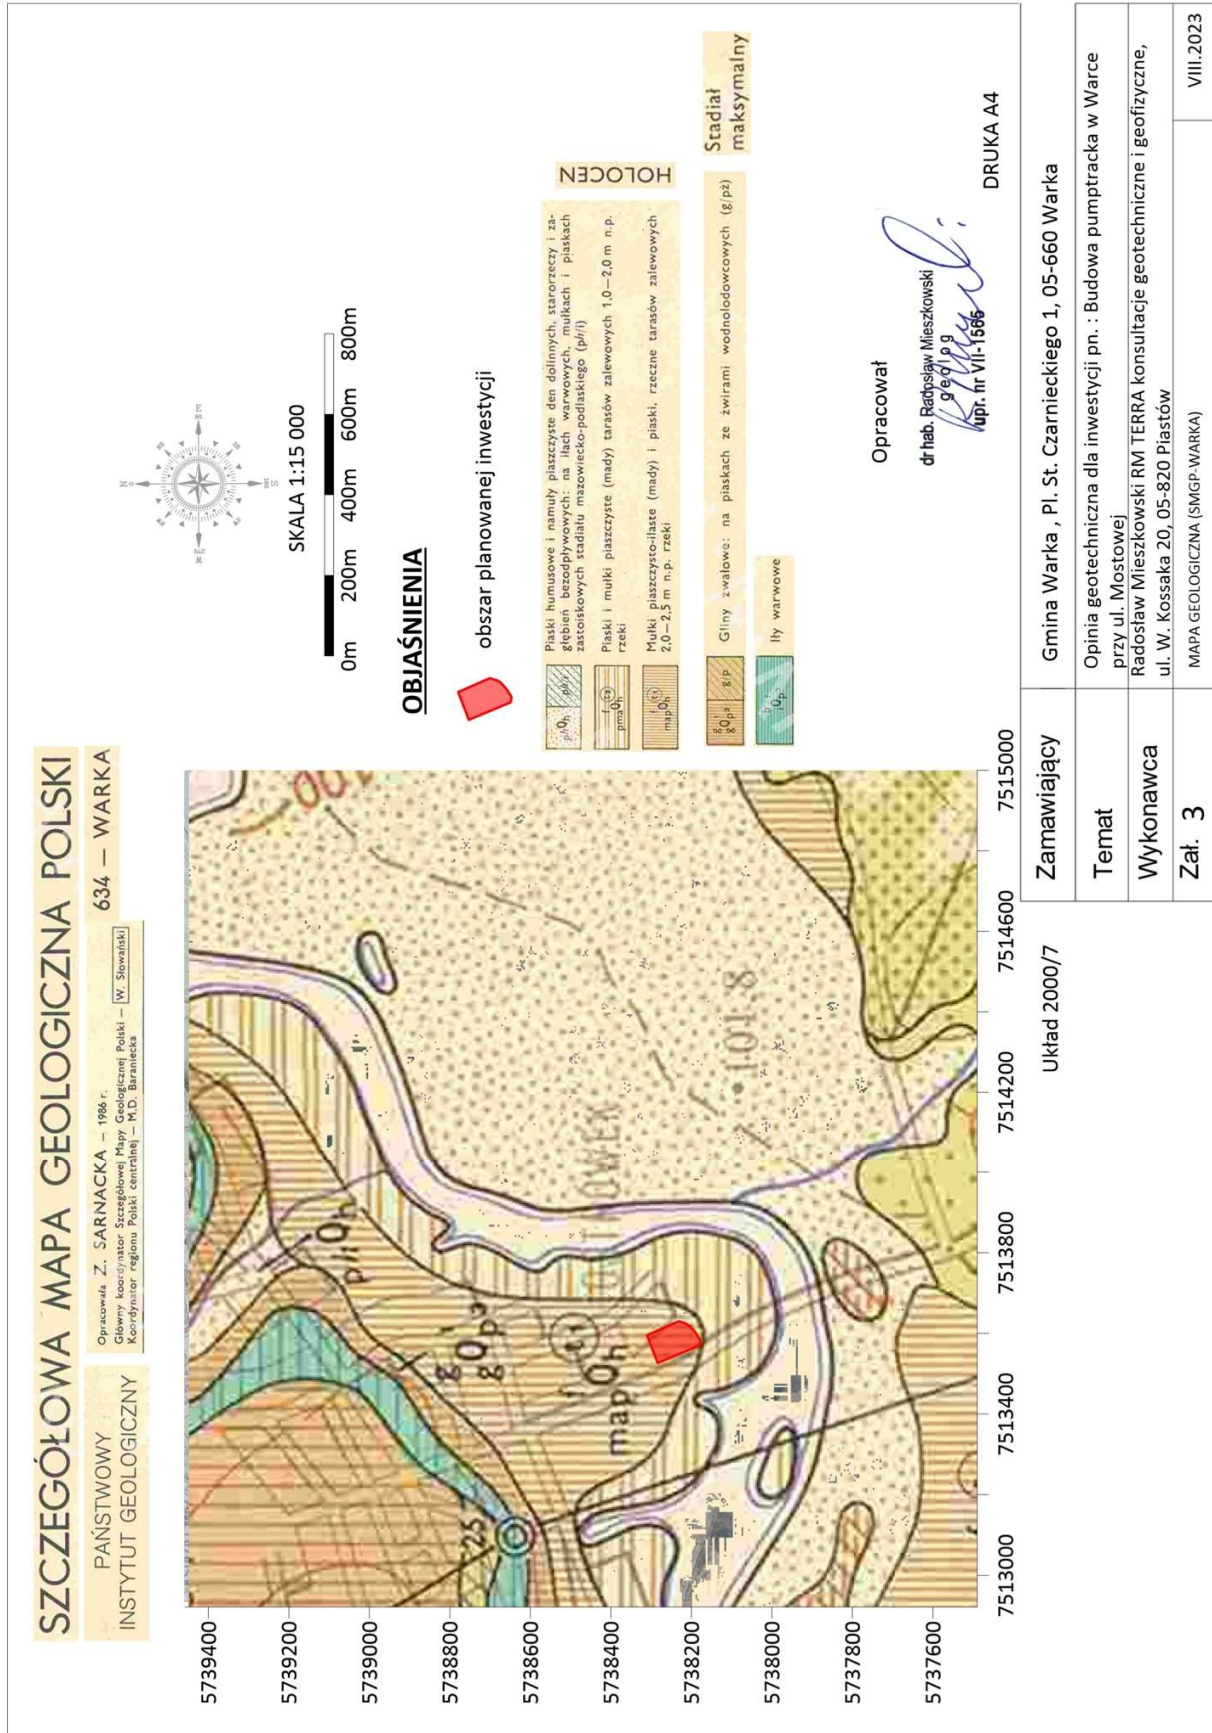 SZCZEGÓŁOWA MAPA GEOLOGICZNA POLSKI
PAŃSTWOWY
INSTYTUT GEOLOGICZNY
Opracowała Z. SARNACKA – 1986 r.
Główny koordynator Szczegółowej Mapy Geologicznej Polski – W. Słowański
Koordynator regionu Polski centralnej – M.D. Baraniecka
634 – WARKA
5739400
5739200
5739000
5738800
5738600
5738400
5738200
5738000
5737800
5737600
7513000
7513400
7513800
7514200
7514600
7515000
101.8
Układ 2000/7
N
SKALA 1:15 000
0m
200m
400m
600m
800m
OBJAŚNIENIA
obszar planowanej inwestycji
Piaski humusowe i namuły piaszczyste den dolinnych, starorzeczy i za-
głębień bezodpływowych: na iłach warwowych, mułkach i piaskach
zastoiskowych stadiału mazowiecko-podlaskiego (ph/i)
Piaski i mułki piaszczyste (mady) tarasów zalewowych 1,0—2,0 m n.p.
rzeki
Mułki piaszczysto-ilaste (mady) i piaski, rzeczne tarasów zalewowych
2,0—2,5 m n.p. rzeki
HOLOCEN
Gliny zwałowe: na piaskach ze żwirami wodnolodowcowych (g/pż)
Iły warwowe
Stadiał
maksymalny
Opracował
dr hab. Radosław Mieszkowski
geolog
upr. nr VII-1565
DRUKA A4
Zamawiający
Gmina Warka , Pl. St. Czarnieckiego 1, 05-660 Warka
Temat
Opinia geotechniczna dla inwestycji pn. : Budowa pumptracka w Warce
przy ul. Mostowej
Wykonawca
Radosław Mieszkowski RM TERRA konsultacje geotechniczne i geofizyczne,
ul. W. Kossaka 20, 05-820 Piastów
Zał. 3
MAPA GEOLOGICZNA (SMGP-WARKA)
VIII.2023